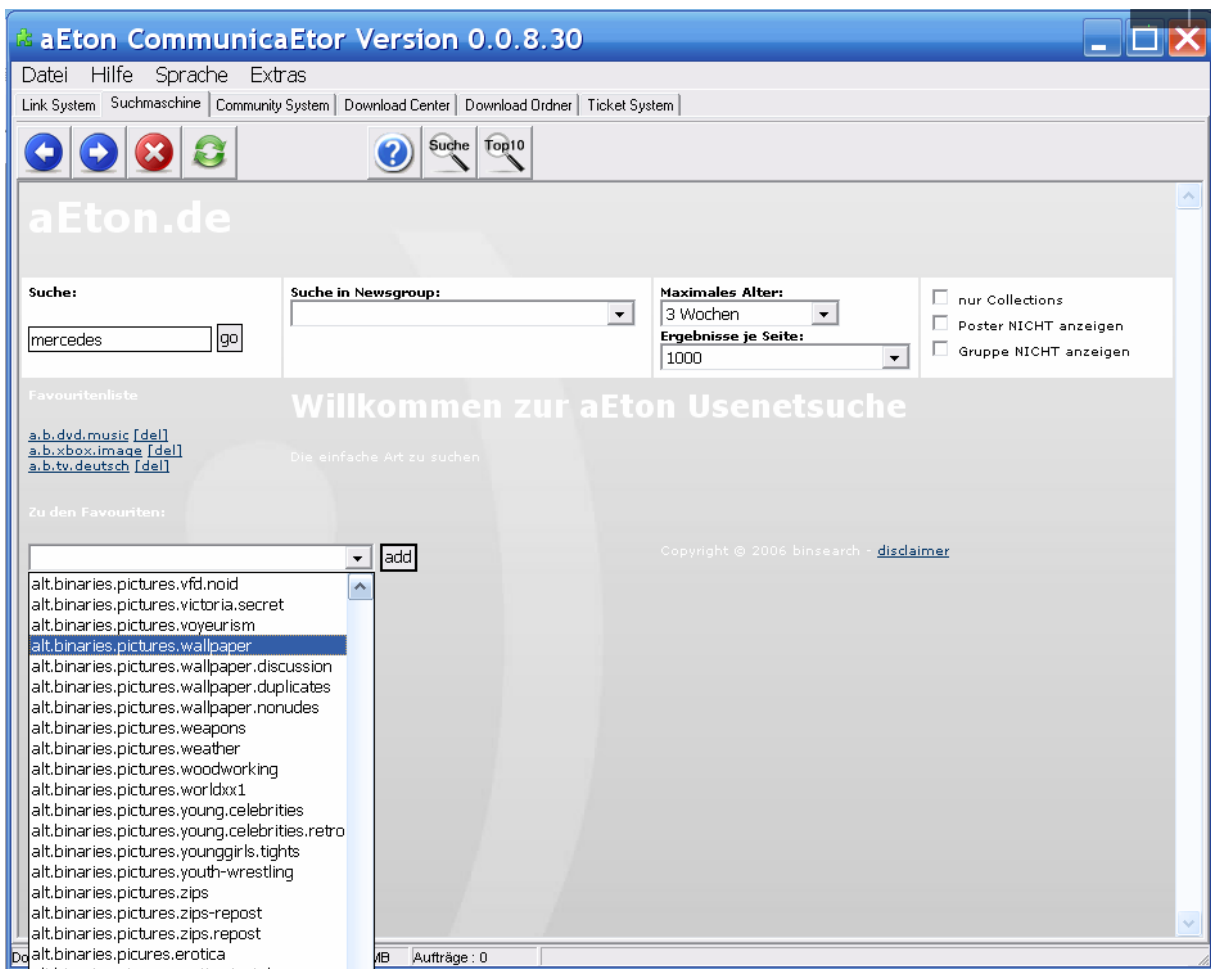 aEton CommunicaEtor Version 0.0.8.30
Datei Hilfe Sprache Extras
Link System Suchmaschine Community System Download Center Download Ordner Ticket System
Suche Top10
aEton.de
Suche:
mercedes go
Suche in Newsgroup:
Maximales Alter:
3 Wochen
Ergebnisse je Seite:
1000
nur Collections
Poster NICHT anzeigen
Gruppe NICHT anzeigen
Favouritenliste
a.b.dvd.music [del]
a.b.xbox.image [del]
a.b.tv.deutsch [del]
Willkommen zur aEton Usenetsuche
Die einfache Art zu suchen
Zu den Favouriten:
add
Copyright © 2006 binsearch - disclaimer
alt.binaries.pictures.vfd.noid
alt.binaries.pictures.victoria.secret
alt.binaries.pictures.voyeurism
alt.binaries.pictures.wallpaper
alt.binaries.pictures.wallpaper.discussion
alt.binaries.pictures.wallpaper.duplicates
alt.binaries.pictures.wallpaper.nonudes
alt.binaries.pictures.weapons
alt.binaries.pictures.weather
alt.binaries.pictures.woodworking
alt.binaries.pictures.worldxx1
alt.binaries.pictures.young.celebrities
alt.binaries.pictures.young.celebrities.retro
alt.binaries.pictures.younggirls.tights
alt.binaries.pictures.youth-wrestling
alt.binaries.pictures.zips
alt.binaries.pictures.zips-repost
alt.binaries.pictures.zips.repost
alt.binaries.picures.erotica
Do MB Aufträge : 0